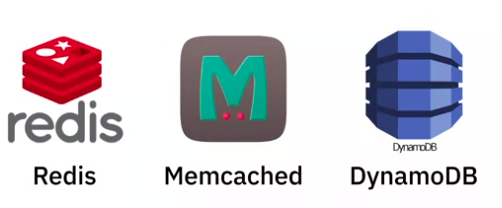 redis
DynamoDB
Redis
Memcached
DynamoDB